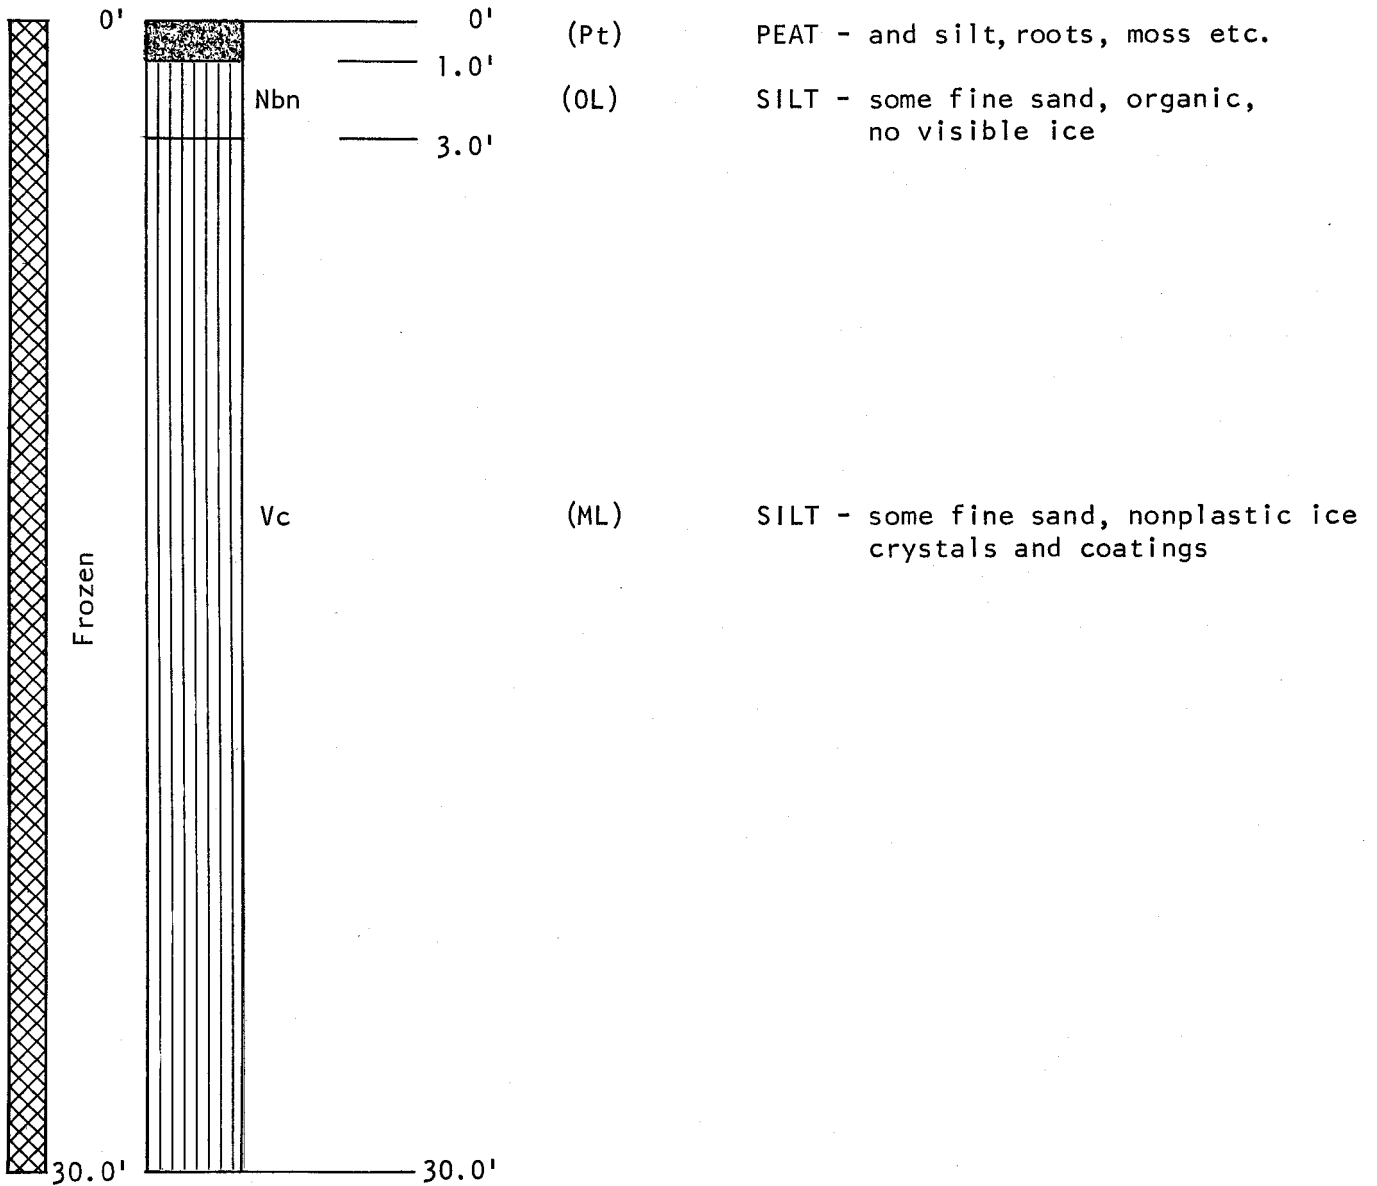 0' 0' (Pt) PEAT - and silt, roots, moss etc.
1.0'
Nbn (OL) SILT - some fine sand, organic,
no visible ice
3.0'
Vc (ML) SILT - some fine sand, nonplastic ice
crystals and coatings
Frozen
30.0' 30.0'